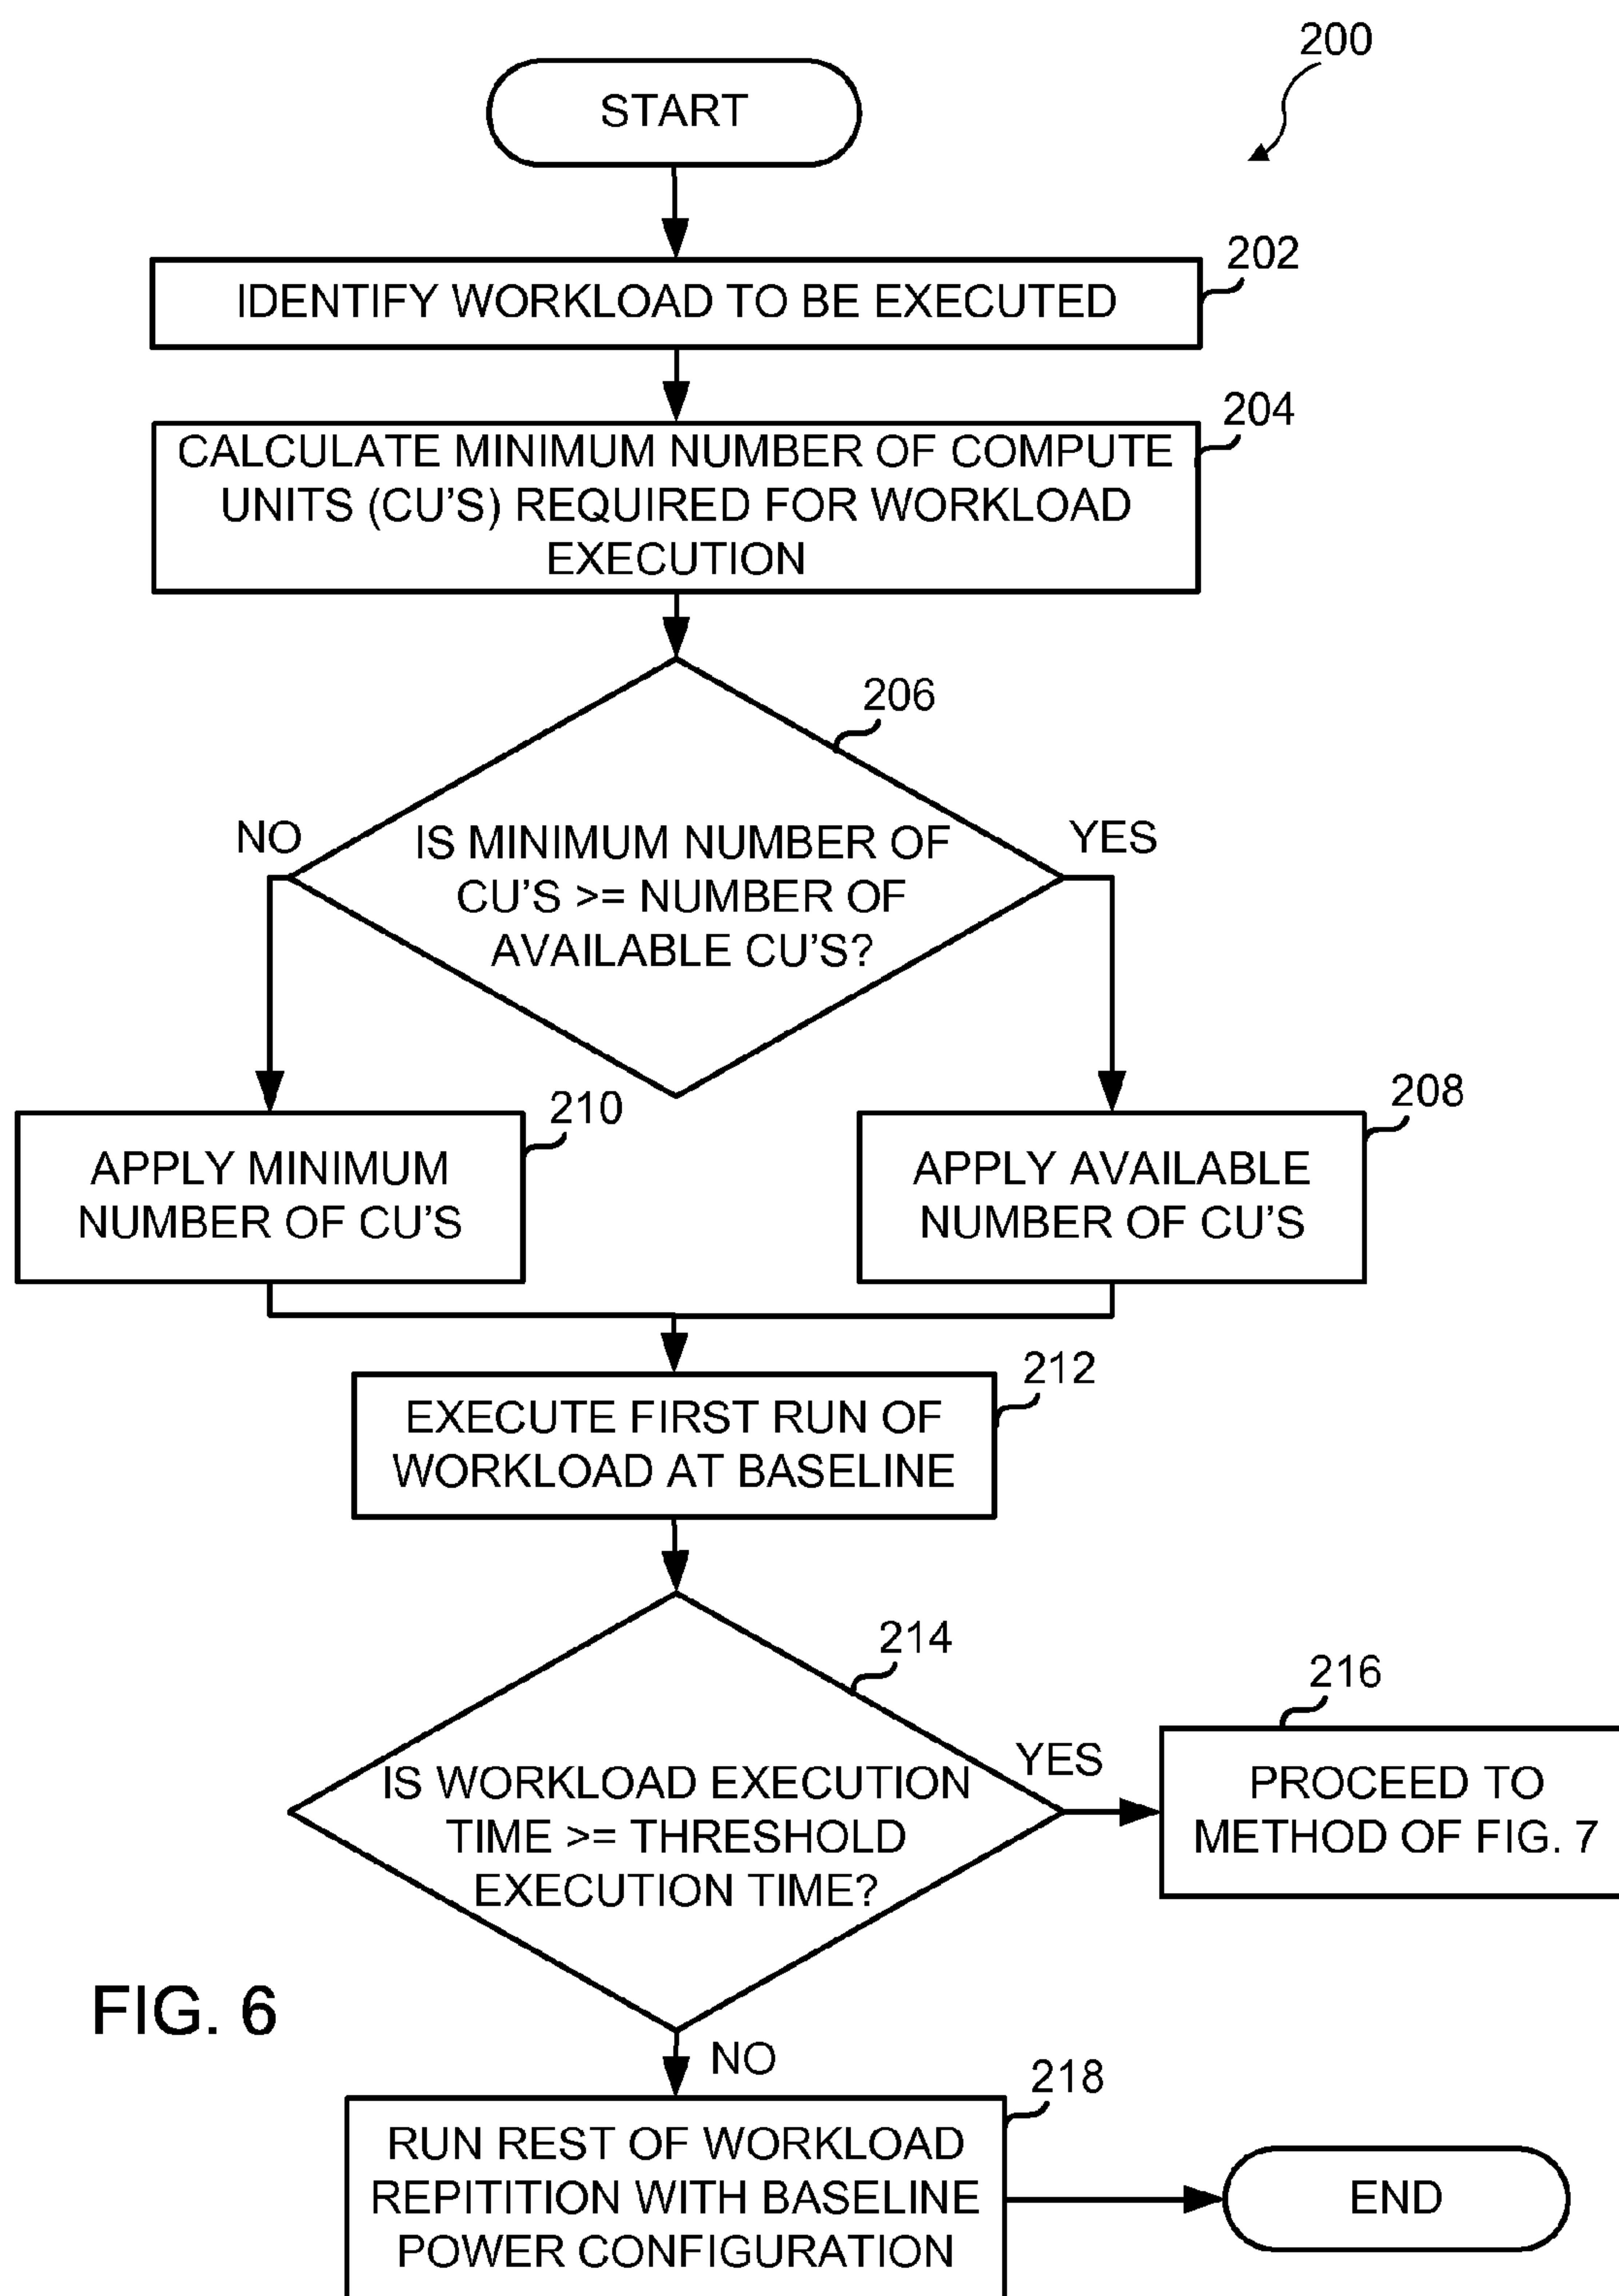 200
START
202
IDENTIFY WORKLOAD TO BE EXECUTED
204
CALCULATE MINIMUM NUMBER OF COMPUTE
UNITS (CU'S) REQUIRED FOR WORKLOAD
EXECUTION
206
NO
YES
IS MINIMUM NUMBER OF
CU'S >= NUMBER OF
AVAILABLE CU'S?
210
208
APPLY MINIMUM
NUMBER OF CU'S
APPLY AVAILABLE
NUMBER OF CU'S
212
EXECUTE FIRST RUN OF
WORKLOAD AT BASELINE
214
216
YES
IS WORKLOAD EXECUTION
TIME >= THRESHOLD
EXECUTION TIME?
PROCEED TO
METHOD OF FIG. 7
FIG. 6
NO
218
RUN REST OF WORKLOAD
REPITITION WITH BASELINE
POWER CONFIGURATION
END